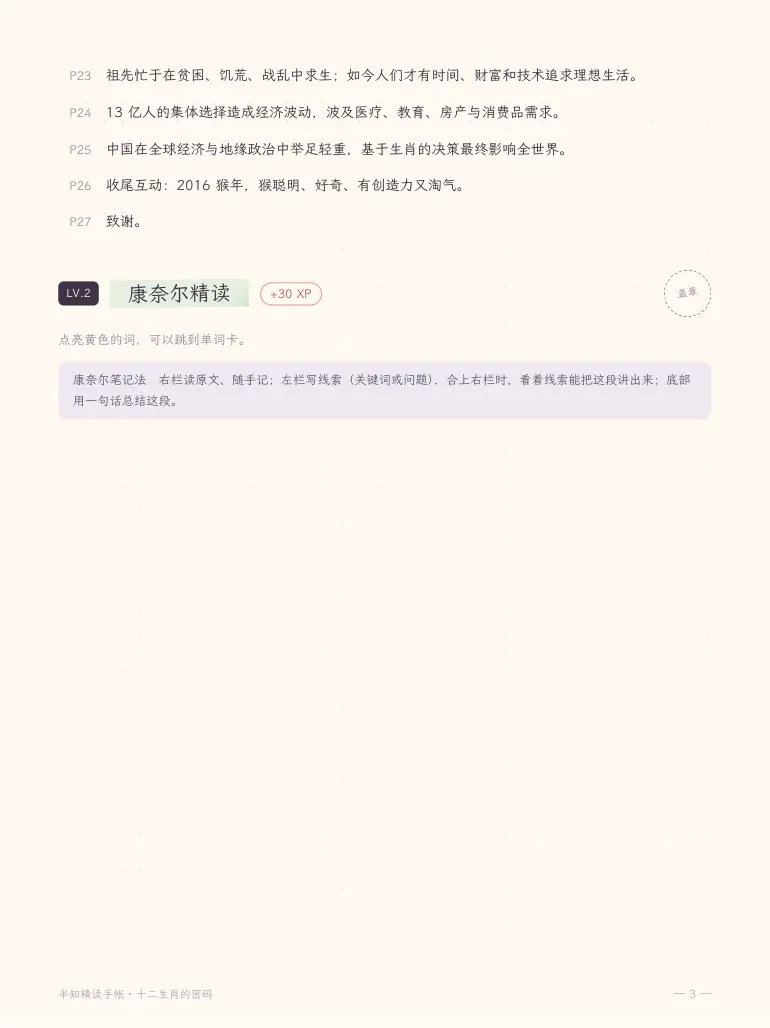 P23 祖先忙于在贫困、饥荒、战乱中求生；如今人们才有时间、财富和技术追求理想生活。
P24 13 亿人的集体选择造成经济波动，波及医疗、教育、房产与消费品需求。
P25 中国在全球经济与地缘政治中举足轻重，基于生肖的决策最终影响全世界。
P26 收尾互动：2016 猴年，猴聪明、好奇、有创造力又淘气。
P27 致谢。
LV.2 康奈尔精读 +30 XP 盖章
点亮黄色的词，可以跳到单词卡。
康奈尔笔记法 右栏读原文、随手记；左栏写线索（关键词或问题），合上右栏时，看着线索能把这段讲出来；底部
用一句话总结这段。
半知精读手帐·十二生肖的密码 — 3 —